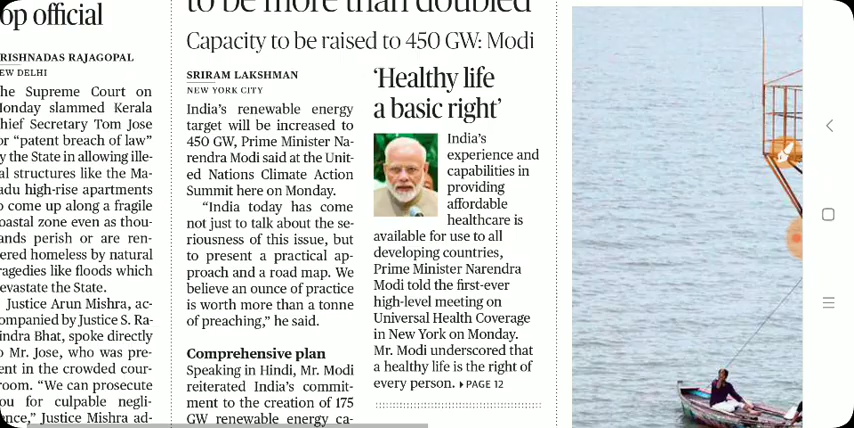 op official
RISHNADAS RAJAGOPAL
EW DELHI
he Supreme Court on
onday slammed Kerala
hief Secretary Tom Jose
or “patent breach of law”
y the State in allowing ille-
al structures like the Ma-
adu high-rise apartments
o come up along a fragile
oastal zone even as thou-
ands perish or are ren-
ered homeless by natural
ragedies like floods which
evastate the State.
Justice Arun Mishra, ac-
ompanied by Justice S. Ra-
indra Bhat, spoke directly
o Mr. Jose, who was pre-
ent in the crowded cour-
room. “We can prosecute
ou for culpable negli-
ence,” Justice Mishra ad-
to be more than doubled
Capacity to be raised to 450 GW: Modi
SRIRAM LAKSHMAN
NEW YORK CITY
India’s renewable energy
target will be increased to
450 GW, Prime Minister Na-
rendra Modi said at the Unit-
ed Nations Climate Action
Summit here on Monday.
“India today has come
not just to talk about the se-
riousness of this issue, but
to present a practical ap-
proach and a road map. We
believe an ounce of practice
is worth more than a tonne
of preaching,” he said.
Comprehensive plan
Speaking in Hindi, Mr. Modi
reiterated India’s commit-
ment to the creation of 175
GW renewable energy ca-
‘Healthy life
a basic right’
India’s
experience and
capabilities in
providing
affordable
healthcare is
available for use to all
developing countries,
Prime Minister Narendra
Modi told the first-ever
high-level meeting on
Universal Health Coverage
in New York on Monday.
Mr. Modi underscored that
a healthy life is the right of
every person. PAGE 12